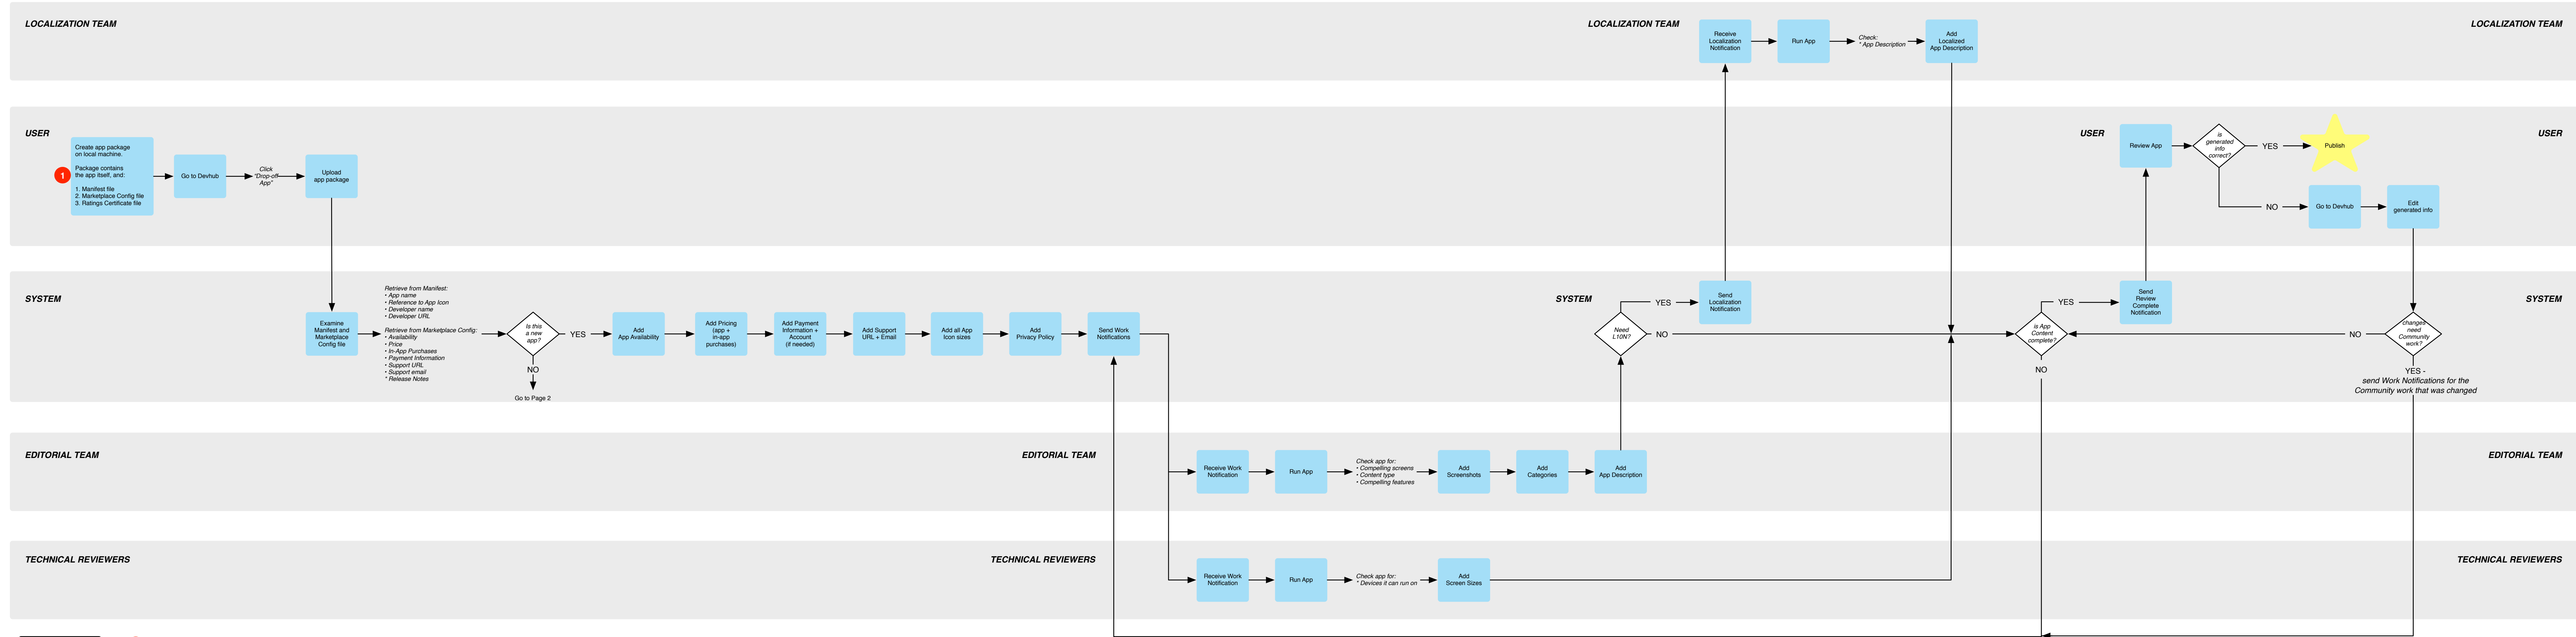 LOCALIZATION TEAM
LOCALIZATION TEAM
Receive
Localization
Notification
Run App
Check:
* App Description
Add
Localized
App Description
LOCALIZATION TEAM
USER
1
Create app package
on local machine.
Package contains
the app itself, and:
1. Manifest file
2. Marketplace Config file
3. Ratings Certificate file
Go to Devhub
Click
"Drop-off
App"
Upload
app package
USER
Review App
is
generated
info
correct?
YES
Publish
NO
Go to Devhub
Edit
generated info
USER
SYSTEM
Examine
Manifest and
Marketplace
Config file
Retrieve from Manifest:
• App name
• Reference to App Icon
• Developer name
• Developer URL
Retrieve from Marketplace Config:
• Availability
• Price
• In-App Purchases
• Payment Information
• Support URL
• Support email
* Release Notes
Is this
a new
app?
YES
NO
Go to Page 2
Add
App Availability
Add Pricing
(app +
in-app
purchases)
Add Payment
Information +
Account
(if needed)
Add Support
URL + Email
Add all App
Icon sizes
Add
Privacy Policy
Send Work
Notifications
SYSTEM
Need
L10N?
YES
NO
Send
Localization
Notification
is App
Content
complete?
YES
NO
Send
Review
Complete
Notification
NO
changes
need
Community
work?
YES -
send Work Notifications for the
Community work that was changed
SYSTEM
EDITORIAL TEAM
EDITORIAL TEAM
Receive Work
Notification
Run App
Check app for:
• Compelling screens
• Content type
• Compelling features
Add
Screenshots
Add
Categories
Add
App Description
EDITORIAL TEAM
TECHNICAL REVIEWERS
TECHNICAL REVIEWERS
Receive Work
Notification
Run App
Check app for:
* Devices it can run on
Add
Screen Sizes
TECHNICAL REVIEWERS